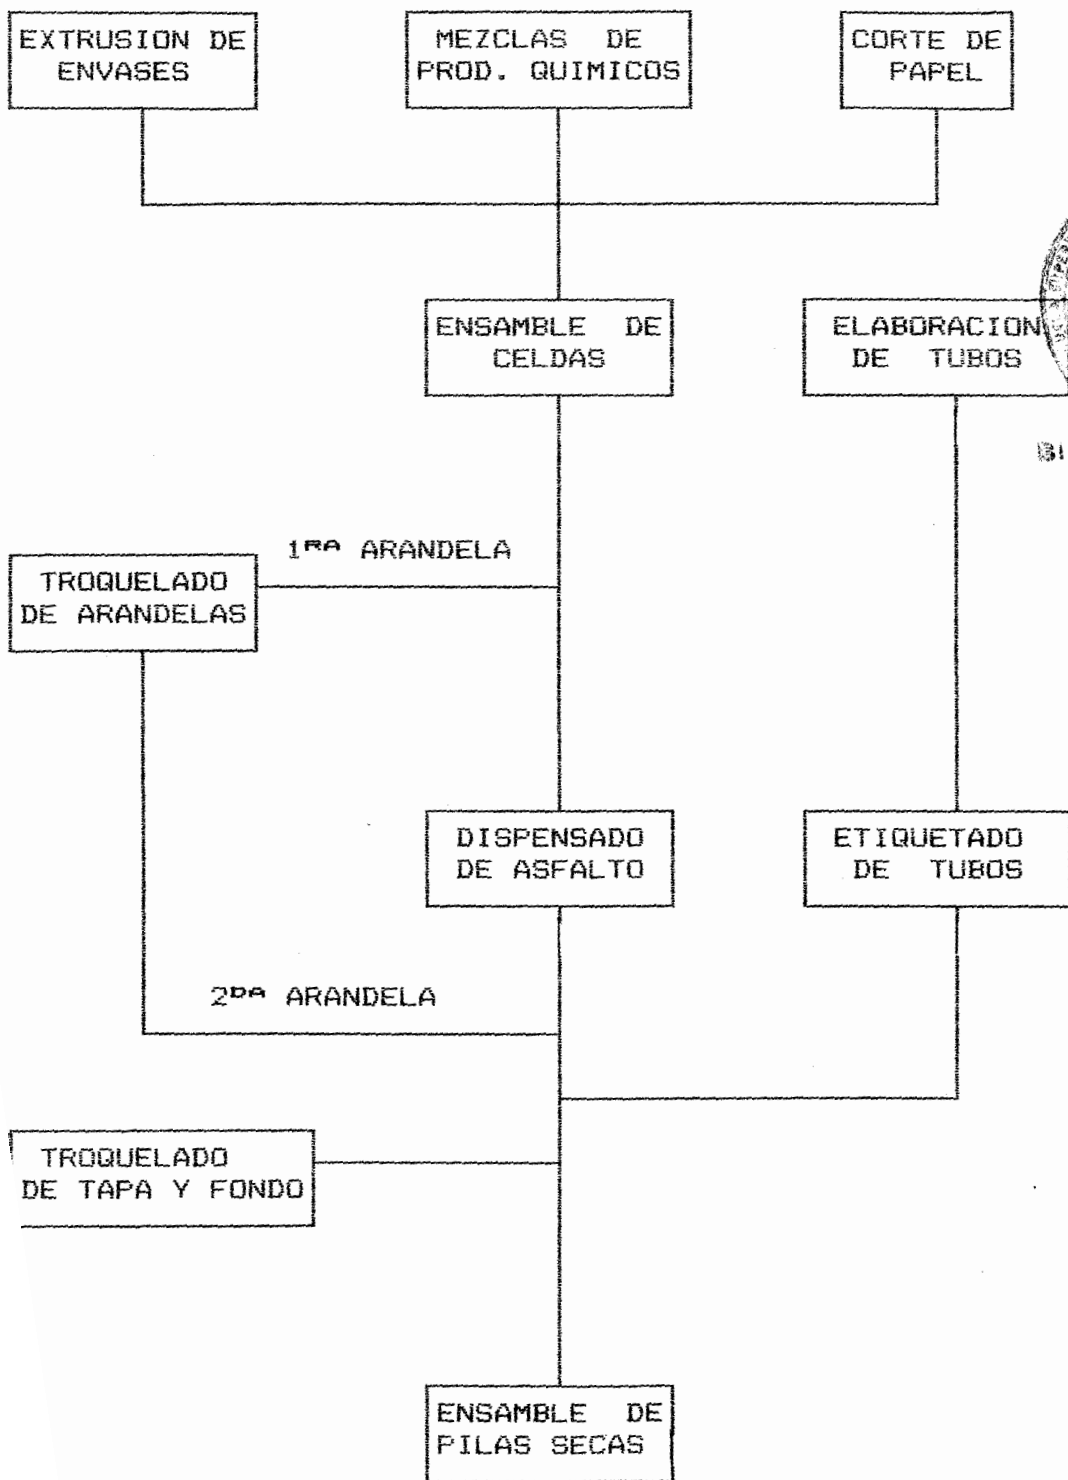 EXTRUSION DE
ENVASES
MEZCLAS DE
PROD. QUIMICOS
CORTE DE
PAPEL
ENSAMBLE DE
CELDAS
ELABORACION
DE TUBOS
1RA ARANDELA
TROQUELADO
DE ARANDELAS
DISPENSADO
DE ASFALTO
ETIQUETADO
DE TUBOS
2DA ARANDELA
TROQUELADO
DE TAPA Y FONDO
ENSAMBLE DE
PILAS SECAS